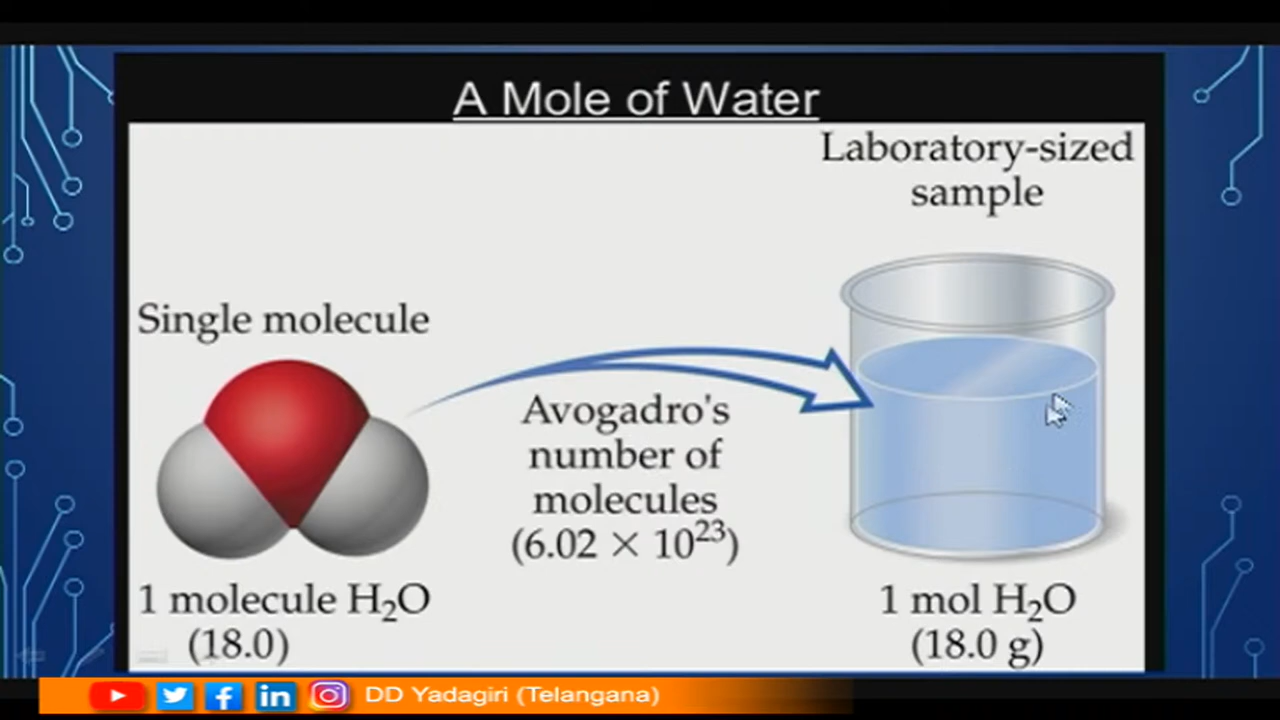 A Mole of Water
Laboratory-sized
sample
Single molecule
Avogadro's
number of
molecules
(6.02 × 10²³)
1 molecule H₂O
(18.0)
1 mol H₂O
(18.0 g)
DD Yadagiri (Telangana)